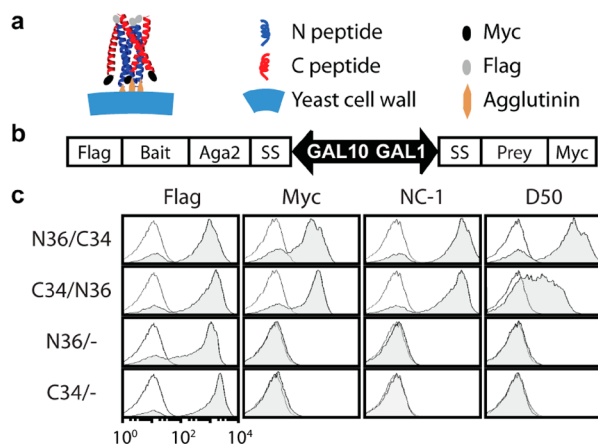 a
N peptide
C peptide
Yeast cell wall
Myc
Flag
Agglutinin
b
Flag Bait Aga2 SS GAL10 GAL1 SS Prey Myc
c
Flag Myc NC-1 D50
N36/C34
C34/N36
N36/-
C34/-
10⁰ 10² 10⁴